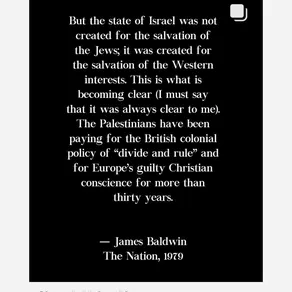 But the state of Israel was not
created for the salvation of
the Jews; it was created for
the salvation of the Western
interests. This is what is
becoming clear (I must say
that it was always clear to me).
The Palestinians have been
paying for the British colonial
policy of “divide and rule” and
for Europe’s guilty Christian
conscience for more than
thirty years.
— James Baldwin
The Nation, 1979